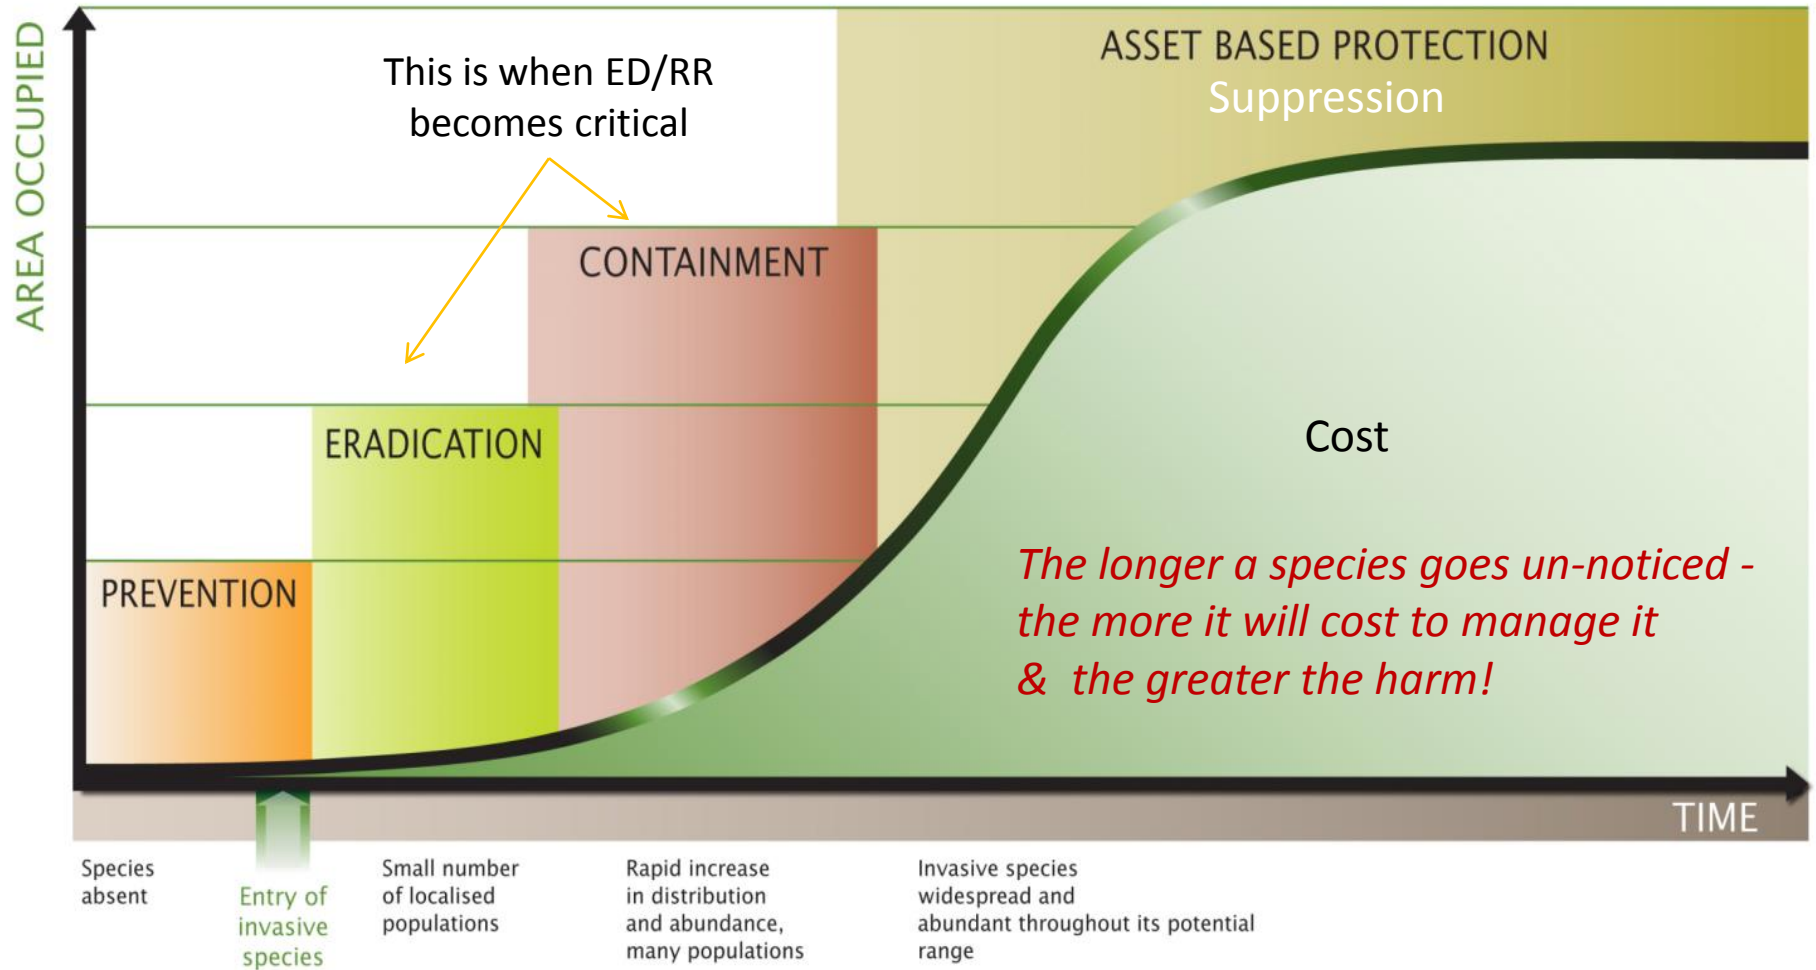 AREA OCCUPIED
This is when ED/RR
becomes critical
ASSET BASED PROTECTION
Suppression
CONTAINMENT
ERADICATION
PREVENTION
Cost
The longer a species goes un-noticed -
the more it will cost to manage it
& the greater the harm!
TIME
Species
absent
Entry of
invasive
species
Small number
of localised
populations
Rapid increase
in distribution
and abundance,
many populations
Invasive species
widespread and
abundant throughout its potential
range